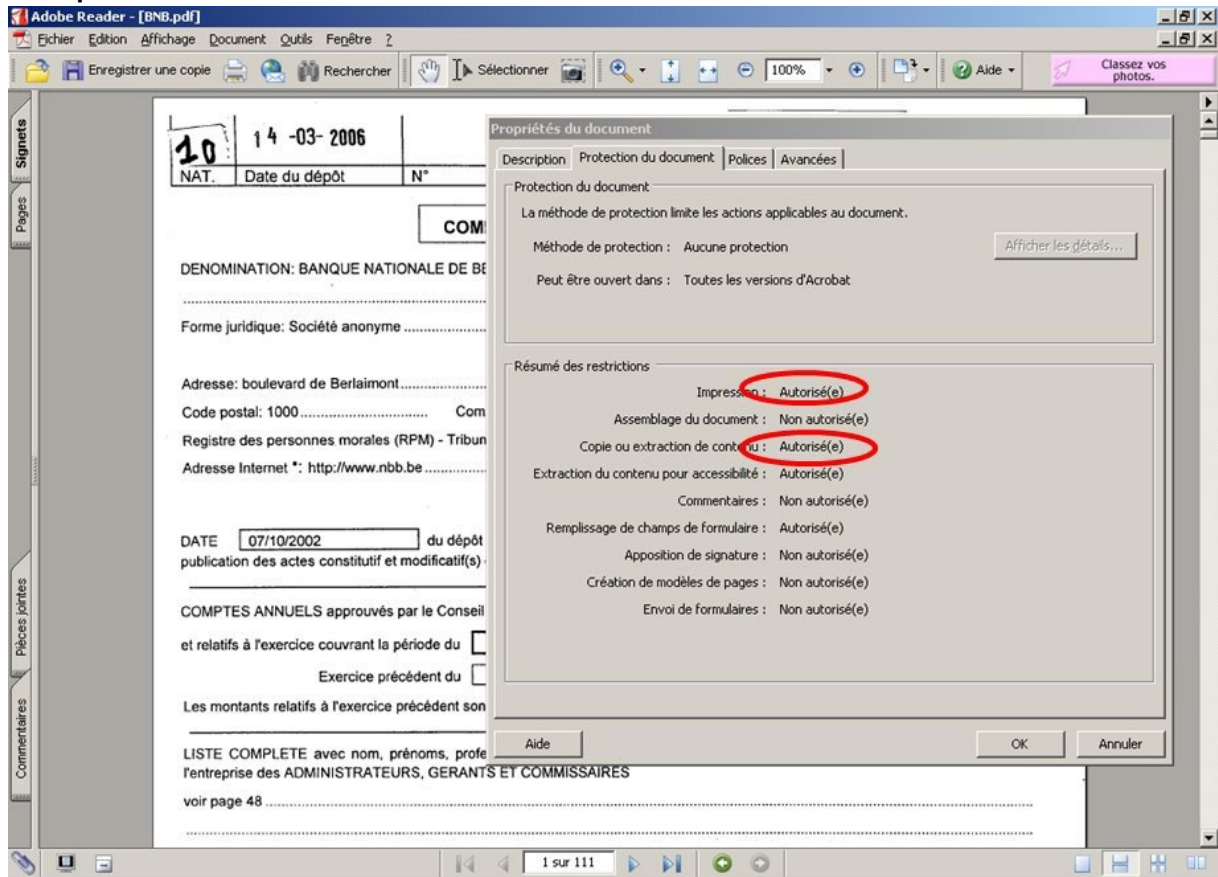 Adobe Reader - [BNB.pdf]
Fichier Edition Affichage Document Outils Fenêtre ?
Enregistrer une copie Rechercher Sélectionner 100% Aide Classez vos photos.
Signets
Pages
Pièces jointes
Commentaires
10 14 -03- 2006
NAT. Date du dépôt N°
COM
DENOMINATION: BANQUE NATIONALE DE BE
Forme juridique: Société anonyme
Adresse: boulevard de Berlaimont
Code postal: 1000 Com
Registre des personnes morales (RPM) - Tribun
Adresse Internet *: http://www.nbb.be
DATE 07/10/2002 du dépôt
publication des actes constitutif et modificatif(s)
COMPTES ANNUELS approuvés par le Conseil
et relatifs à l'exercice couvrant la période du
Exercice précédent du
Les montants relatifs à l'exercice précédent son
LISTE COMPLETE avec nom, prénoms, profe
l'entreprise des ADMINISTRATEURS, GERANTS ET COMMISSAIRES
voir page 48
Propriétés du document
Description Protection du document Polices Avancées
Protection du document
La méthode de protection limite les actions applicables au document.
Méthode de protection : Aucune protection Afficher les détails...
Peut être ouvert dans : Toutes les versions d'Acrobat
Résumé des restrictions
Impression : Autorisé(e)
Assemblage du document : Non autorisé(e)
Copie ou extraction de contenu : Autorisé(e)
Extraction du contenu pour accessibilité : Autorisé(e)
Commentaires : Non autorisé(e)
Remplissage de champs de formulaire : Autorisé(e)
Apposition de signature : Non autorisé(e)
Création de modèles de pages : Non autorisé(e)
Envoi de formulaires : Non autorisé(e)
Aide OK Annuler
1 sur 111